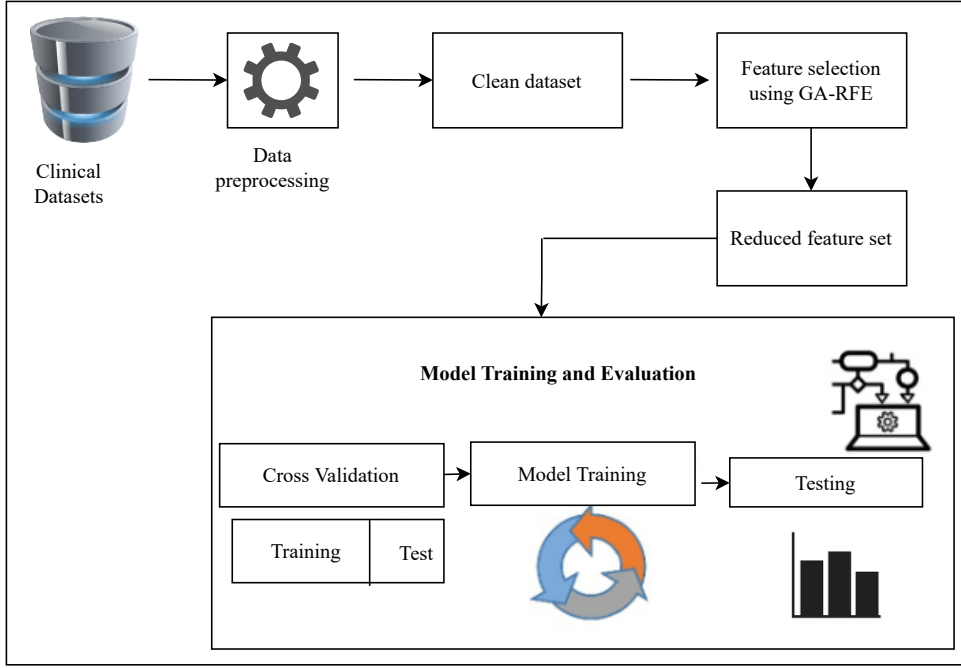 Clinical
Datasets
Data
preprocessing
Clean dataset
Feature selection
using GA-RFE
Reduced feature set
Model Training and Evaluation
Cross Validation
Model Training
Testing
Training
Test